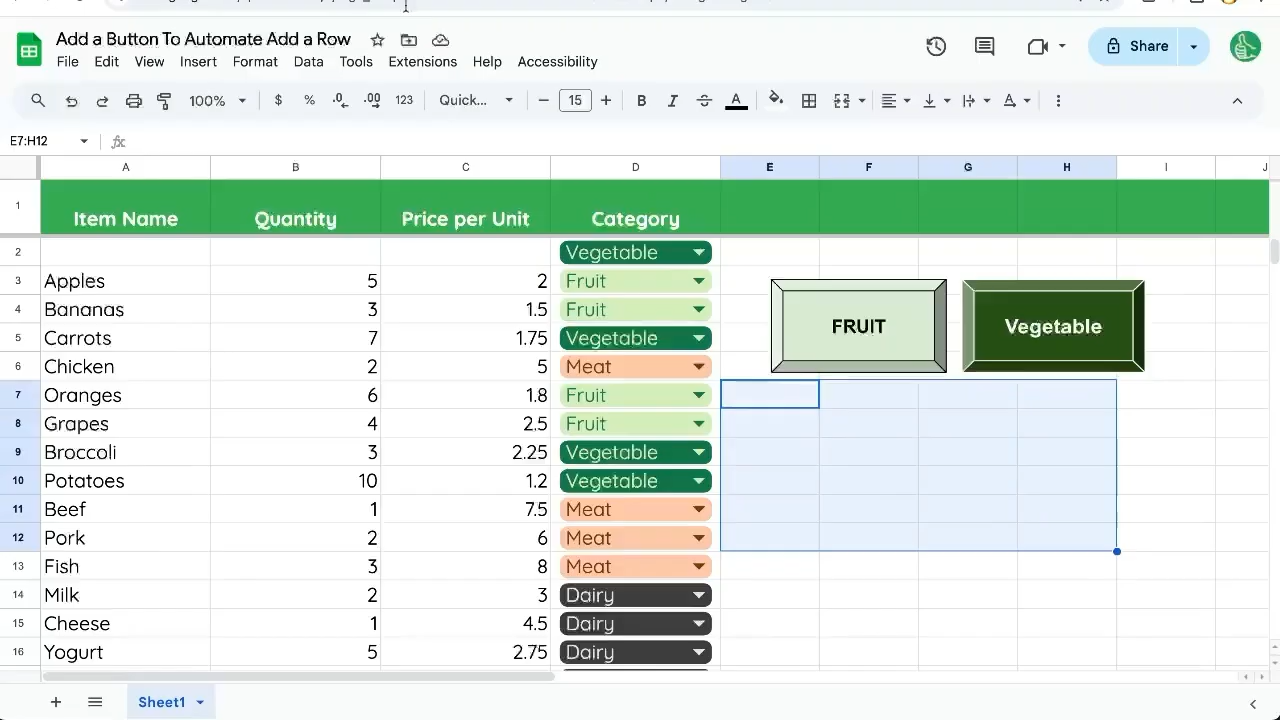 Add a Button To Automate Add a Row
File Edit View Insert Format Data Tools Extensions Help Accessibility
Share
100% $ % .0 .00 123 Quick... 15 B I A
E7:H12 fx
A B C D E F G H I J
1 Item Name Quantity Price per Unit Category
2 Vegetable
3 Apples 5 2 Fruit
4 Bananas 3 1.5 Fruit
5 Carrots 7 1.75 Vegetable
6 Chicken 2 5 Meat
7 Oranges 6 1.8 Fruit
8 Grapes 4 2.5 Fruit
9 Broccoli 3 2.25 Vegetable
10 Potatoes 10 1.2 Vegetable
11 Beef 1 7.5 Meat
12 Pork 2 6 Meat
13 Fish 3 8 Meat
14 Milk 2 3 Dairy
15 Cheese 1 4.5 Dairy
16 Yogurt 5 2.75 Dairy
FRUIT
Vegetable
Sheet1